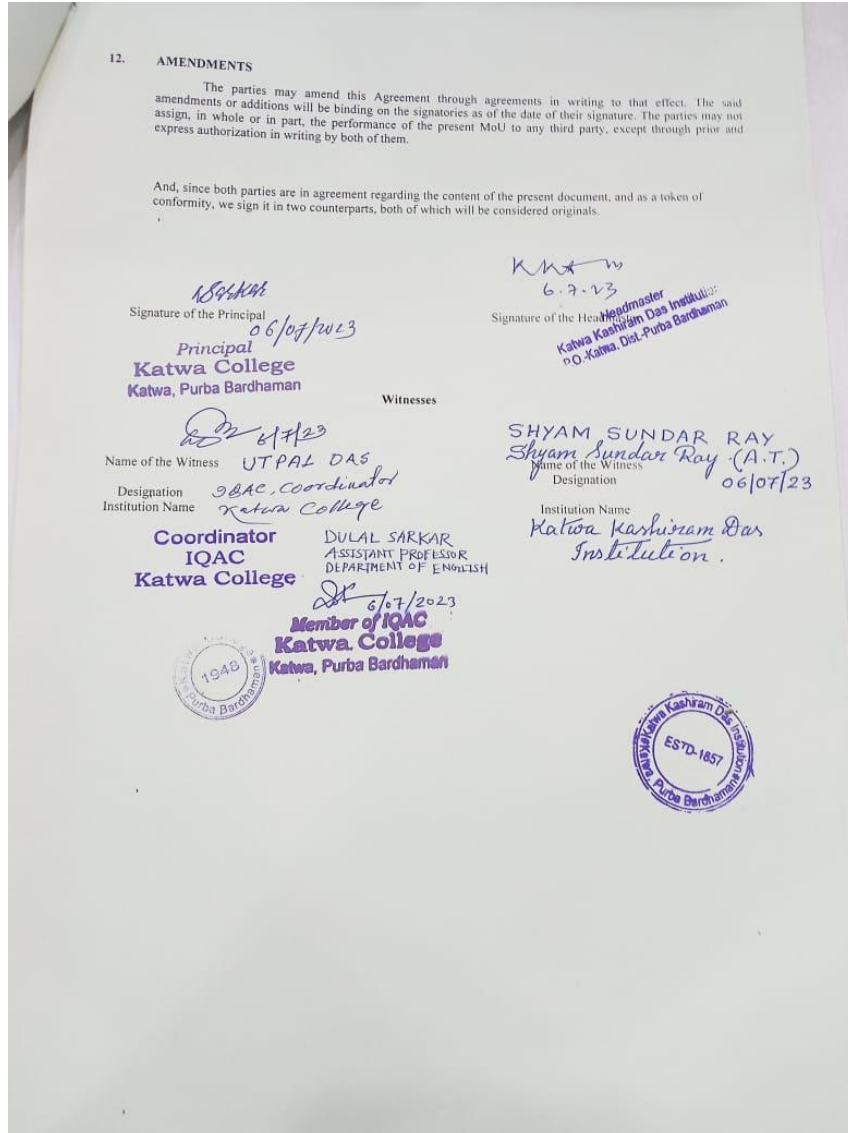 12. AMENDMENTS
The parties may amend this Agreement through agreements in writing to that effect. The said
amendments or additions will be binding on the signatories as of the date of their signature. The parties may not
assign, in whole or in part, the performance of the present MoU to any third party, except through prior and
express authorization in writing by both of them.
And, since both parties are in agreement regarding the content of the present document, and as a token of
conformity, we sign it in two counterparts, both of which will be considered originals.
Signature of the Principal
06/07/2023
Principal
Katwa College
Katwa, Purba Bardhaman
6.7.23
Signature of the
Headmaster
Katwa Kashiram Das Institution
P.O.-Katwa, Dist.-Purba Bardhaman
Witnesses
6/7/23
Name of the Witness UTPAL DAS
Designation IQAC, Coordinator
Institution Name Katwa College
Coordinator
IQAC
Katwa College
DULAL SARKAR
ASSISTANT PROFESSOR
DEPARTMENT OF ENGLISH
6/07/2023
Member of IQAC
Katwa College
Katwa, Purba Bardhaman
1948
Purba Bardhaman
SHYAM SUNDAR RAY
Shyam Sundar Ray (A.T.)
Name of the Witness
Designation
06/07/23
Institution Name
Katwa Kashiram Das
Institution.
Katwa Kashiram Das Institution
ESTD-1857
Katwa, Purba Bardhaman